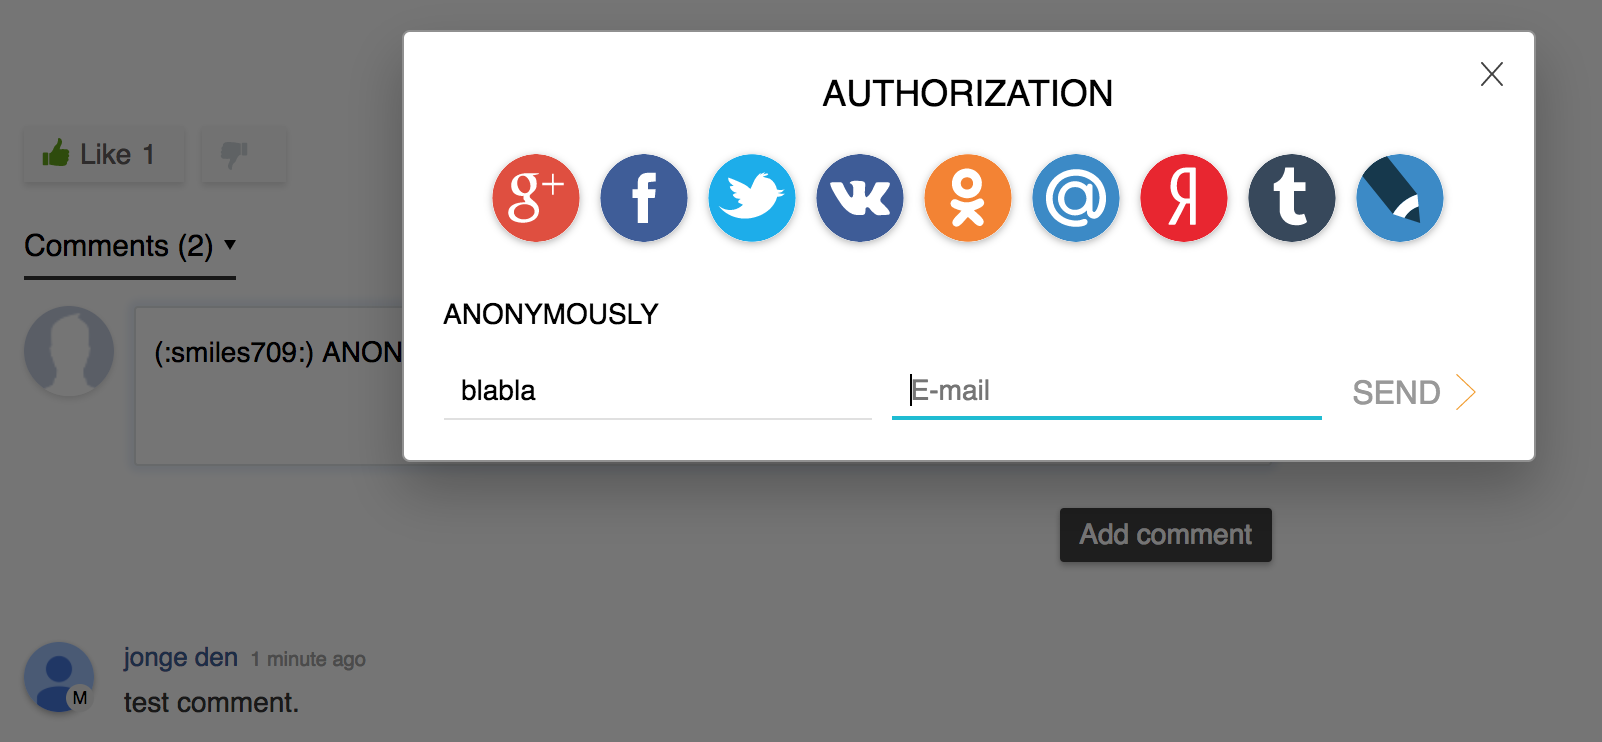 AUTHORIZATION
g+ f вк @ Я t
ANONYMOUSLY
blabla
E-mail
SEND
Like 1
Comments (2)
(:smiles709:) ANON
Add comment
jonge den 1 minute ago
M
test comment.